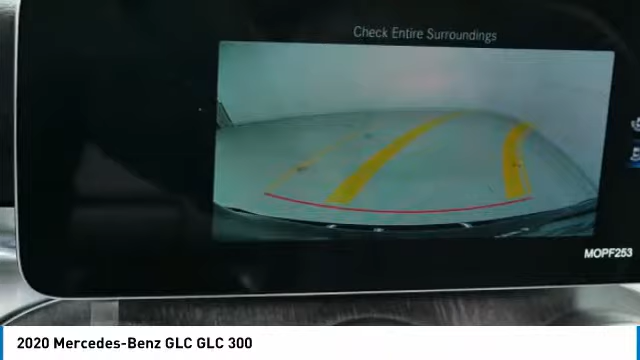 Check Entire Surroundings
MOPF253
2020 Mercedes-Benz GLC GLC 300